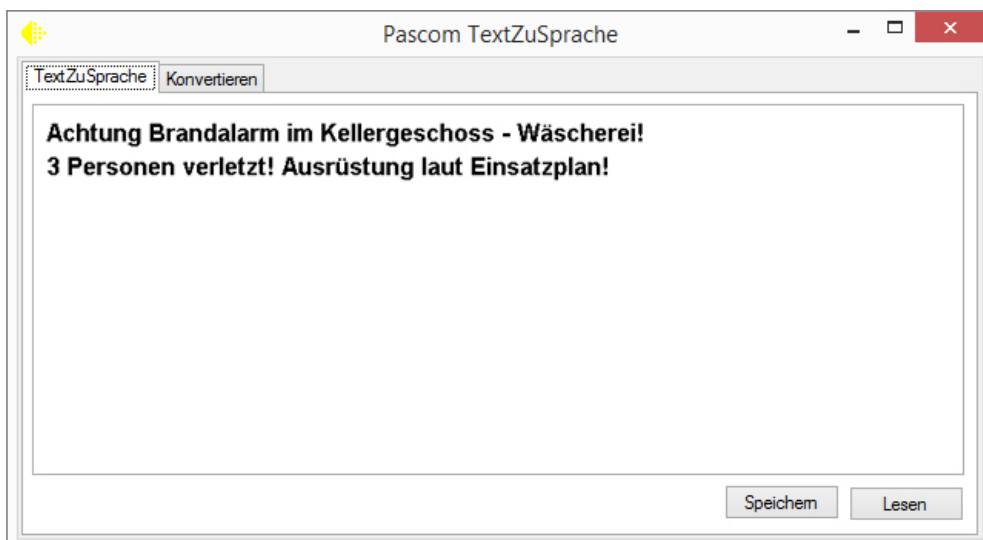 Pascom TextZuSprache
TextZuSprache Konvertieren
Achtung Brandalarm im Kellergeschoss - Wäscherei!
3 Personen verletzt! Ausrüstung laut Einsatzplan!
Speichern Lesen